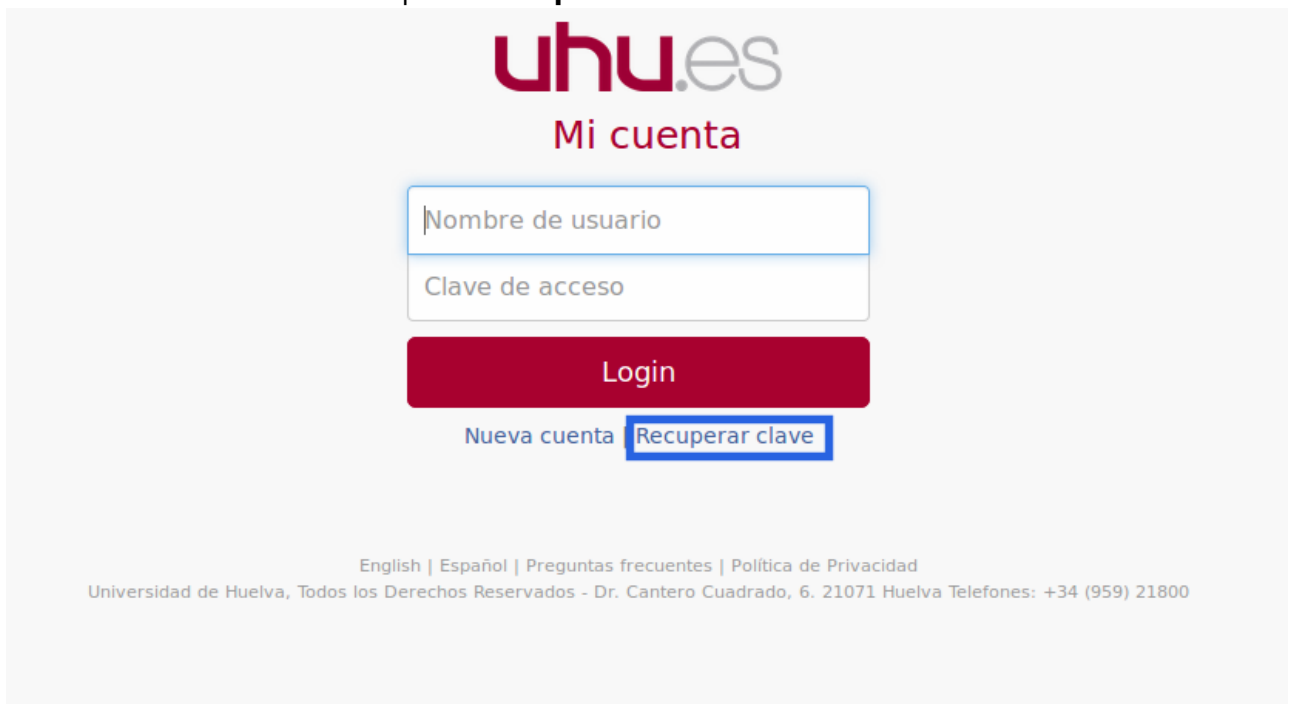 uhu.es
Mi cuenta
Nombre de usuario
Clave de acceso
Login
Nueva cuenta | Recuperar clave
English | Español | Preguntas frecuentes | Política de Privacidad
Universidad de Huelva, Todos los Derechos Reservados - Dr. Cantero Cuadrado, 6. 21071 Huelva Telefones: +34 (959) 21800